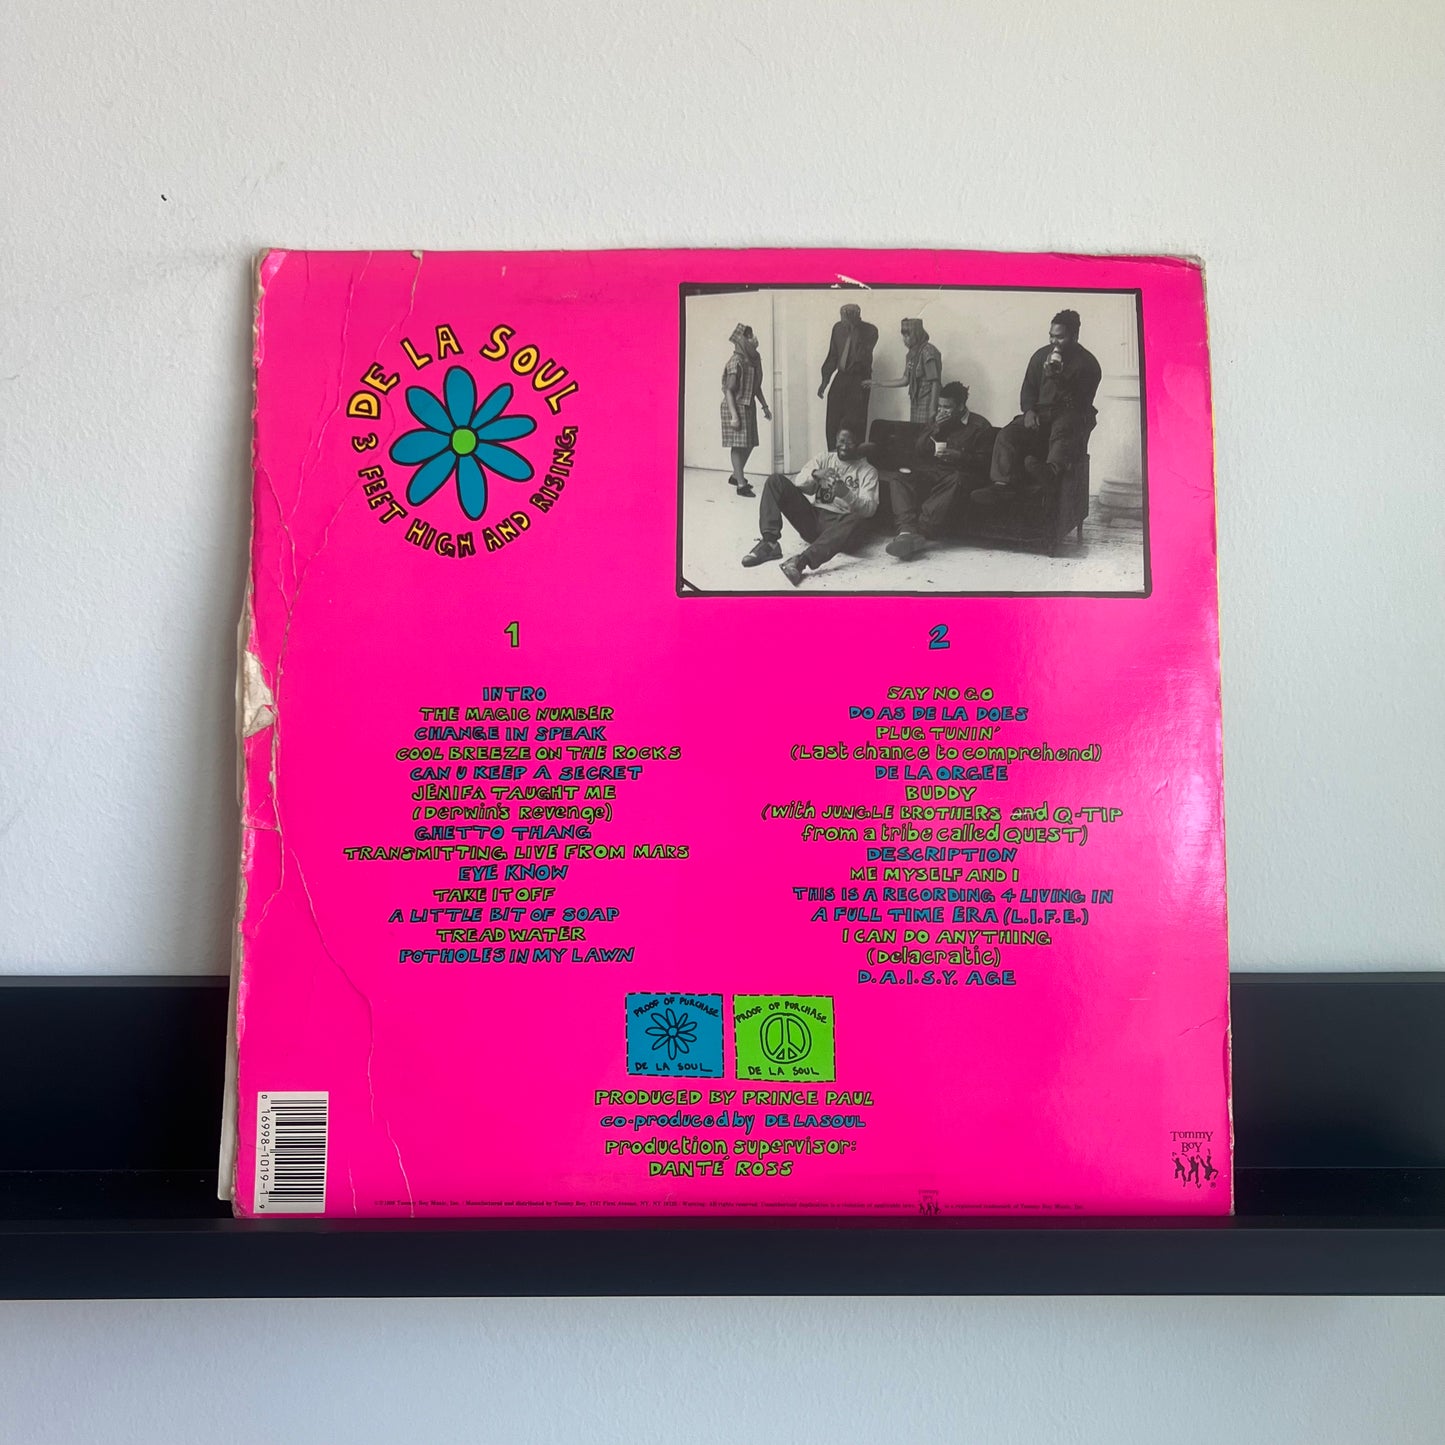 DE LA SOUL
3 FEET HIGH AND RISING
1
INTRO
THE MAGIC NUMBER
CHANGE IN SPEAK
COOL BREEZE ON THE ROCKS
CAN U KEEP A SECRET
JENIFA TAUGHT ME
(Derwin's Revenge)
GHETTO THANG
TRANSMITTING LIVE FROM MARS
EYE KNOW
TAKE IT OFF
A LITTLE BIT OF SOAP
TREAD WATER
POTHOLES IN MY LAWN
2
SAY NO GO
DO AS DE LA DOES
PLUG TUNIN'
(Last chance to comprehend)
DE LA ORGEE
BUDDY
(with JUNGLE BROTHERS and Q-TIP
from a tribe called QUEST)
DESCRIPTION
ME MYSELF AND I
THIS IS A RECORDING 4 LIVING IN
A FULL TIME ERA (L.I.F.E.)
I CAN DO ANYTHING
(Delacratic)
D.A.I.S.Y. AGE
PROOF OF PURCHASE
DE LA SOUL
PROOF OF PURCHASE
DE LA SOUL
PRODUCED BY PRINCE PAUL
co-produced by DE LA SOUL
production supervisor:
DANTÉ ROSS
0 16998-1019-1 9
Tommy
Boy
®